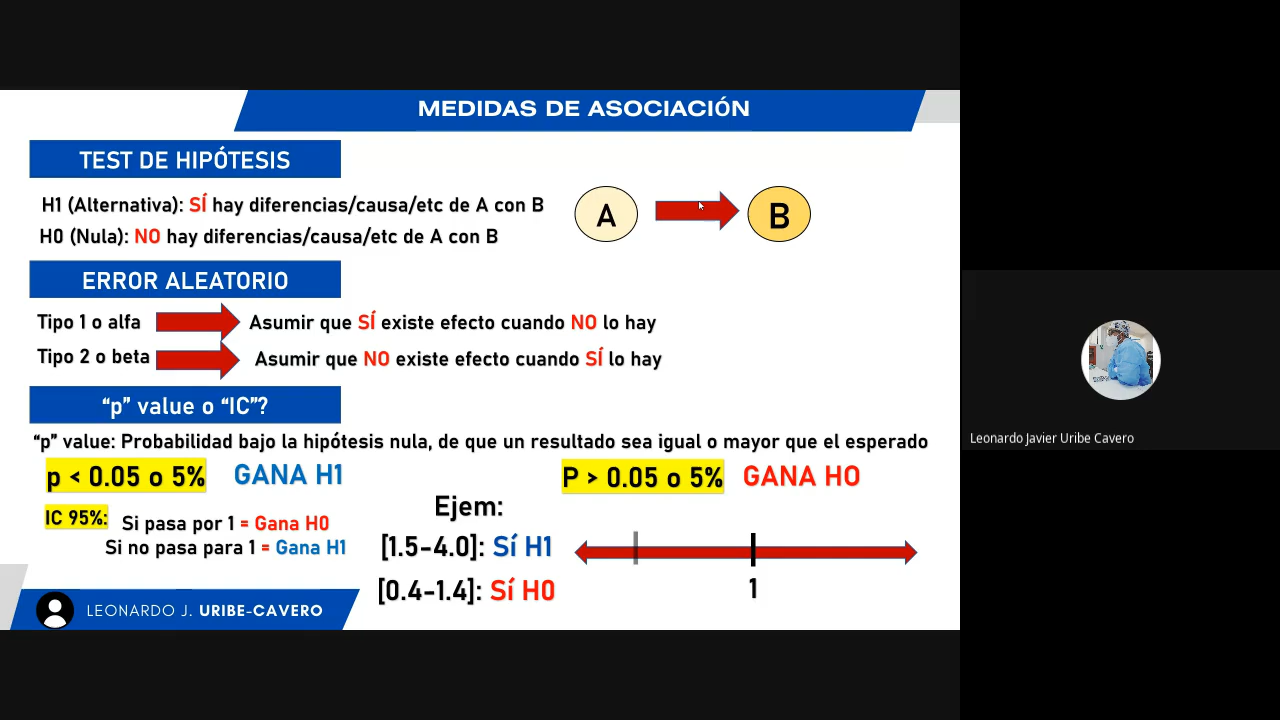 MEDIDAS DE ASOCIACIÓN
TEST DE HIPÓTESIS
H1 (Alternativa): SÍ hay diferencias/causa/etc de A con B
H0 (Nula): NO hay diferencias/causa/etc de A con B
A
B
ERROR ALEATORIO
Tipo 1 o alfa
Asumir que SÍ existe efecto cuando NO lo hay
Tipo 2 o beta
Asumir que NO existe efecto cuando SÍ lo hay
“p” value o “IC”?
“p” value: Probabilidad bajo la hipótesis nula, de que un resultado sea igual o mayor que el esperado
p < 0.05 o 5%
GANA H1
P > 0.05 o 5%
GANA H0
IC 95%:
Si pasa por 1 = Gana H0
Si no pasa para 1 = Gana H1
Ejem:
[1.5-4.0]: Sí H1
[0.4-1.4]: Sí H0
1
LEONARDO J. URIBE-CAVERO
Leonardo Javier Uribe Cavero